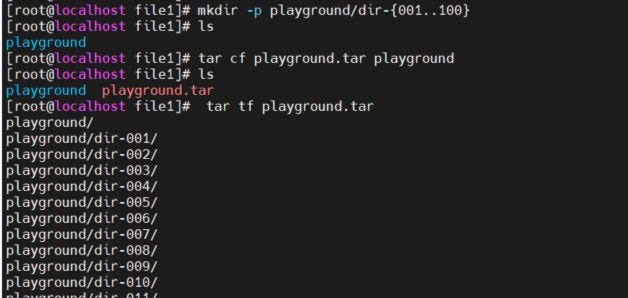 [root@localhost file1]# mkdir -p playground/dir-{001..100}
[root@localhost file1]# ls
playground
[root@localhost file1]# tar cf playground.tar playground
[root@localhost file1]# ls
playground  playground.tar
[root@localhost file1]#  tar tf playground.tar
playground/
playground/dir-001/
playground/dir-002/
playground/dir-003/
playground/dir-004/
playground/dir-005/
playground/dir-006/
playground/dir-007/
playground/dir-008/
playground/dir-009/
playground/dir-010/
playground/dir-011/